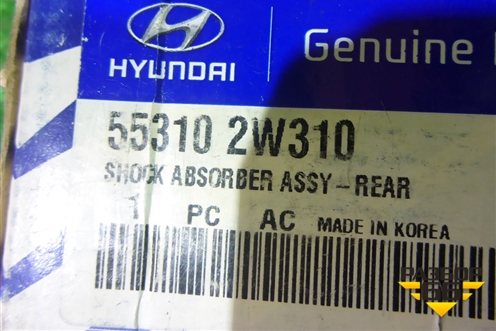 HYUNDAI
Genuine
55310 2W310
SHOCK ABSORBER ASSY-REAR
1 PC AC MADE IN KOREA